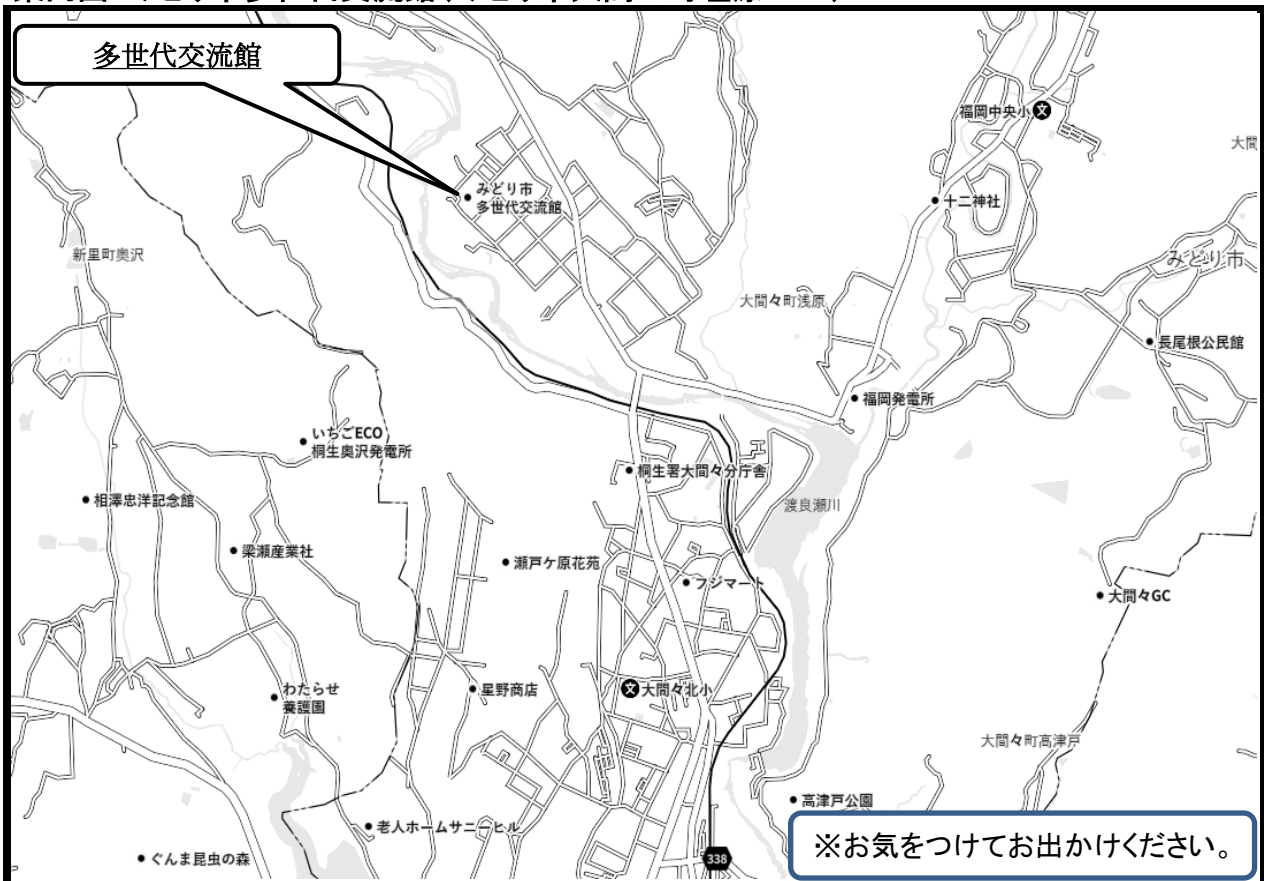 多世代交流館
福岡中央小
文
大間
みどり市
多世代交流館
十二神社
新里町奥沢
みどり市
大間々町浅原
長尾根公民館
福岡発電所
いちごECO
桐生奥沢発電所
桐生署大間々分庁舎
相澤忠洋記念館
渡良瀬川
梁瀬産業社
瀬戸ケ原花苑
フジマート
大間々GC
わたらせ
養護園
星野商店
文
大間々北小
大間々町高津戸
高津戸公園
老人ホームサニーヒル
※お気をつけてお出かけください。
ぐんま昆虫の森
338